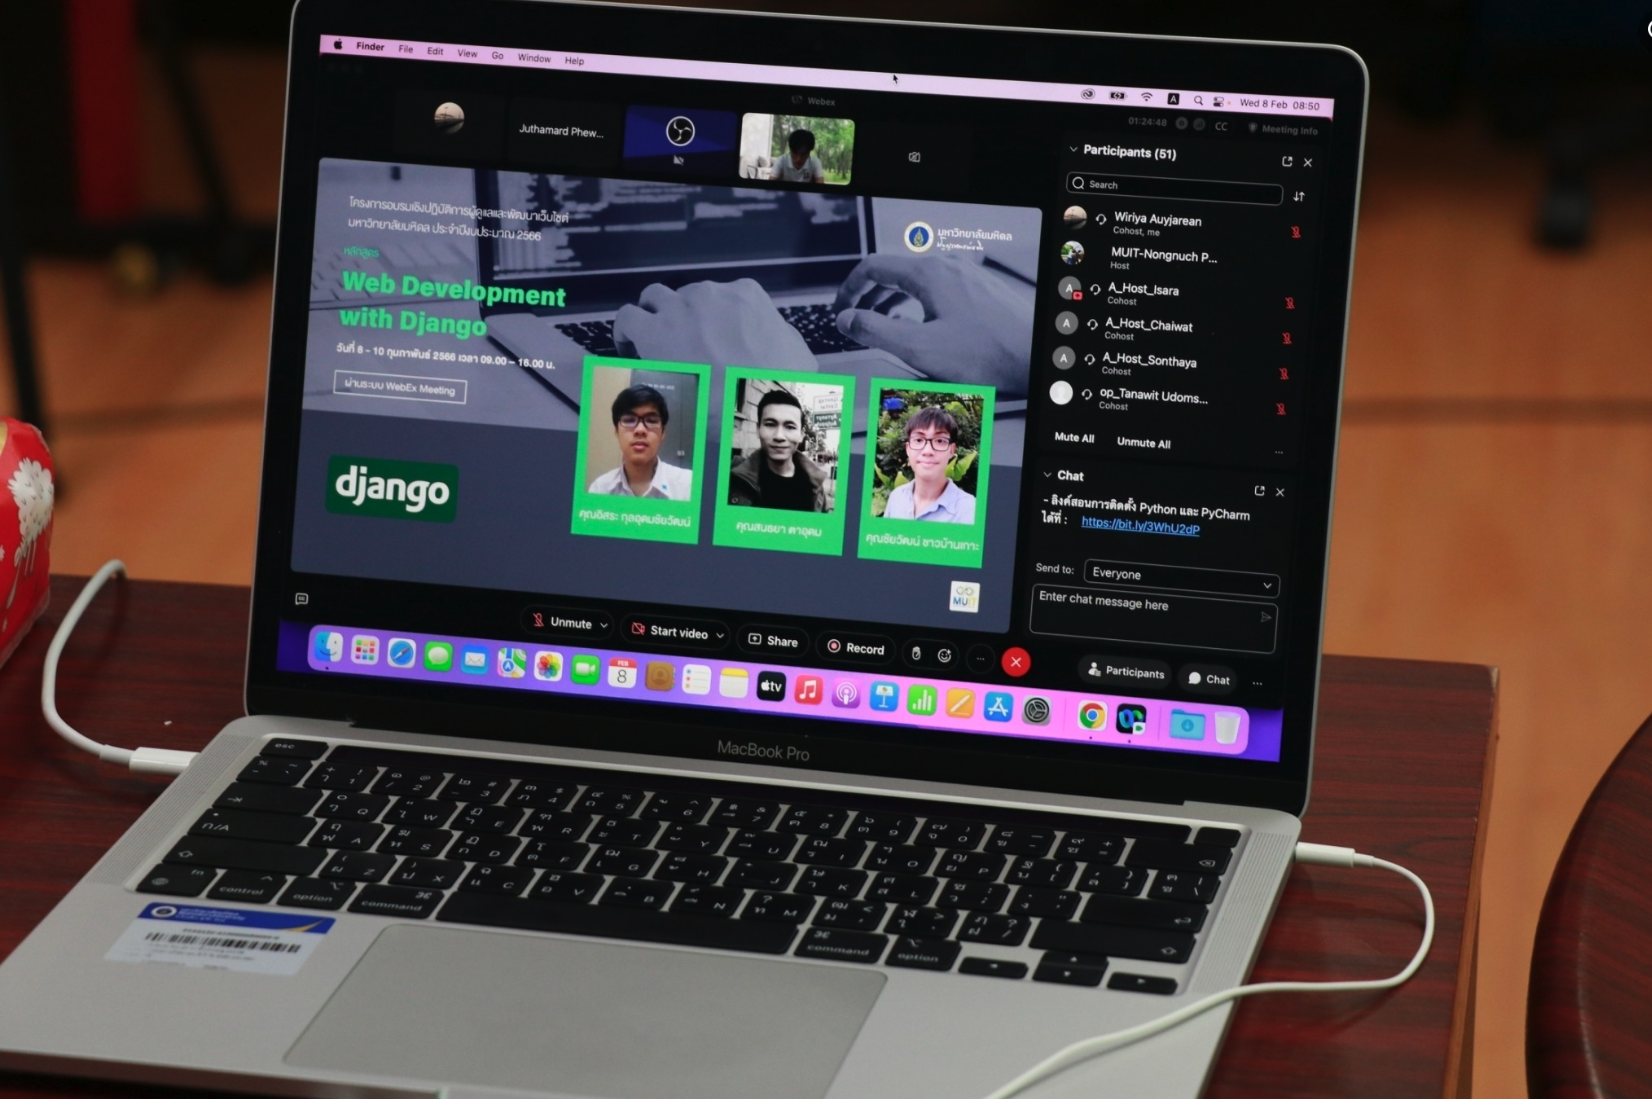 Finder File Edit View Go Window Help
Wed 8 Feb 08:50
Webex
01:24:48 CC Meeting Info
Juthamard Phew...
โครงการอบรมเชิงปฏิบัติการผู้ดูแลและพัฒนาเว็บไซต์
มหาวิทยาลัยมหิดล ประจำปีงบประมาณ 2566
มหาวิทยาลัยมหิดล
หลักสูตร
Web Development
with Django
วันที่ 8 - 10 กุมภาพันธ์ 2566 เวลา 09.00 – 16.00 น.
ผ่านระบบ WebEx Meeting
django
คุณอิสระ กุลอุดมชัยวัฒน์
คุณสนธยา ตาอุดม
คุณชัยวัฒน์ ชาวบ้านเกาะ
MUIT
Participants (51)
Search
Wiriya Auyjarean
Cohost, me
MUIT-Nongnuch P...
Host
A A_Host_Isara
Cohost
A A_Host_Chaiwat
Cohost
A A_Host_Sonthaya
Cohost
op_Tanawit Udoms...
Cohost
Mute All Unmute All
Chat
- ลิงค์สอนการติดตั้ง Python และ PyCharm
ได้ที่ : https://bit.ly/3WhU2dP
Send to: Everyone
Enter chat message here
Unmute Start video Share Record
Participants Chat
FEB
8
tv
MacBook Pro
esc
fn control option command
command option